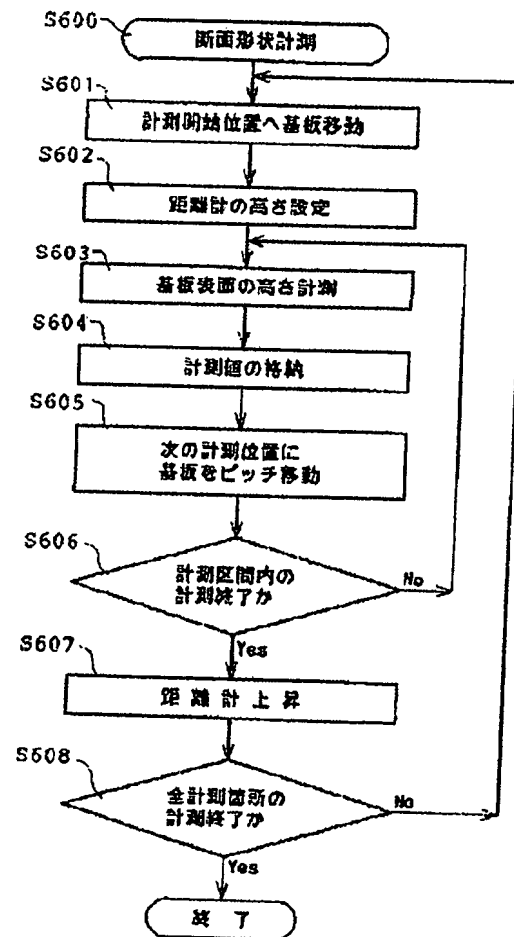 S600
断面形状計測
S601
計測開始位置へ基板移動
S602
距離計の高さ設定
S603
基板表面の高さ計測
S604
計測値の格納
S605
次の計測位置に
基板をピッチ移動
S606
計測区間内の
計測終了か
No
Yes
S607
距離計上昇
S608
全計測箇所の
計測終了か
No
Yes
終了